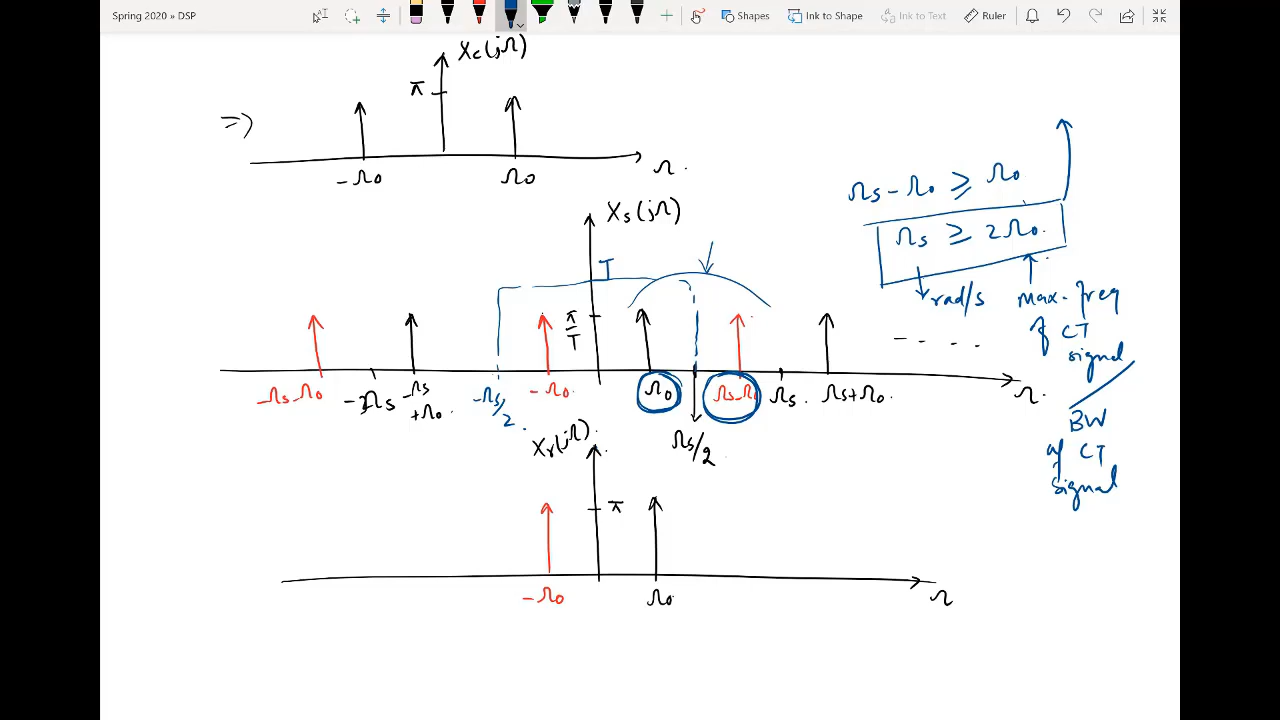 Spring 2020 » DSP
Shapes
Ink to Shape
Ink to Text
Ruler
Xc(jΩ)
π
=>
-Ω0
Ω0
Ω
Ωs - Ω0 ≥ Ω0
Ωs ≥ 2Ω0
rad/s
max. freq
of CT
signal
BW
of CT
signal
Xs(jΩ)
T
π/T
- - . . .
-Ωs-Ω0
-Ωs
-Ωs
+Ω0
-Ωs/2
-Ω0
Ω0
Ωs/2
Ωs-Ω0
Ωs
Ωs+Ω0
Ω
Xr(jΩ)
π
-Ω0
Ω0
Ω